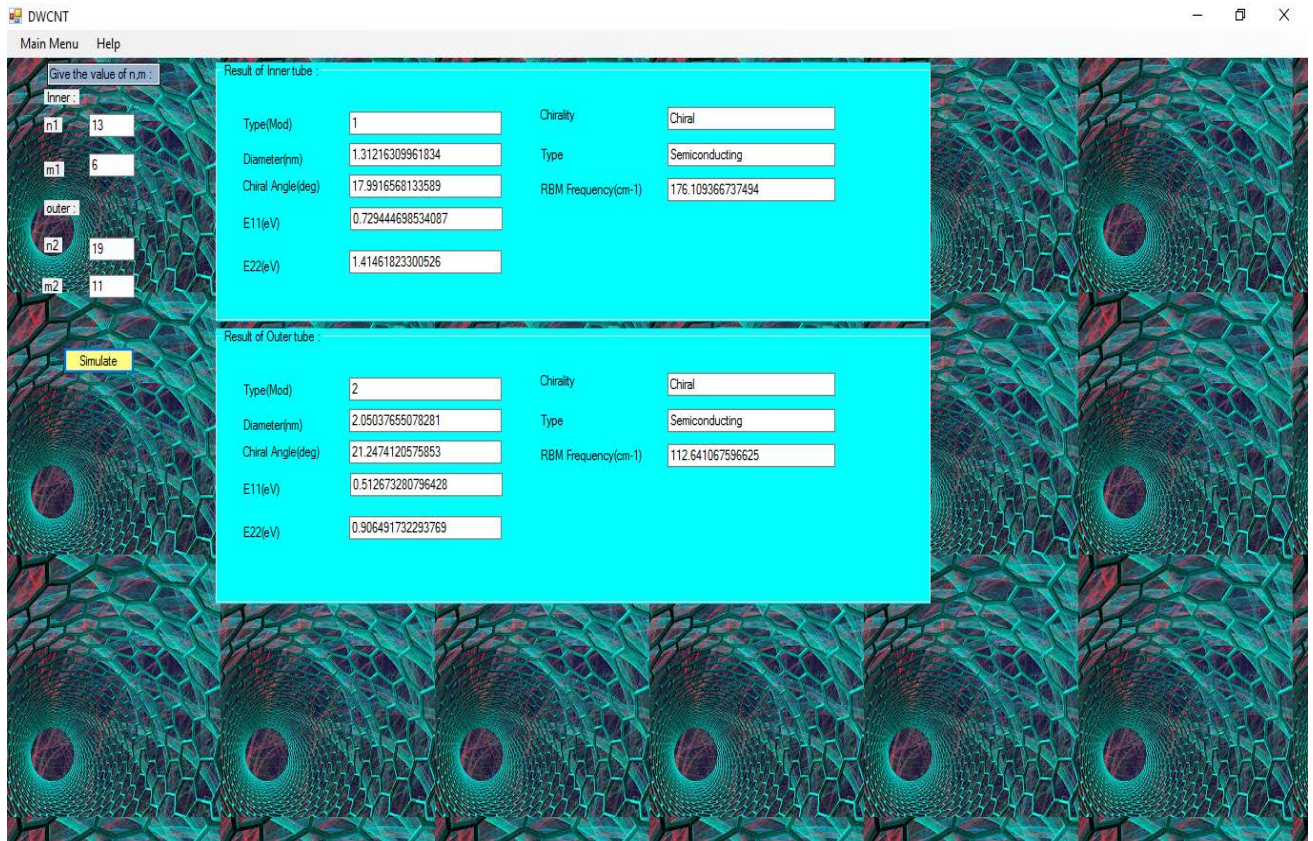 DWCNT
Main Menu Help
Give the value of n,m :
Inner :
n1 13
m1 6
outer :
n2 19
m2 11
Simulate
Result of Inner tube :
Type(Mod) 1
Diameter(nm) 1.31216309961834
Chiral Angle(deg) 17.9916568133589
E11(eV) 0.729444698534087
E22(eV) 1.41461823300526
Chirality Chiral
Type Semiconducting
RBM Frequency(cm-1) 176.109366737494
Result of Outer tube :
Type(Mod) 2
Diameter(nm) 2.05037655078281
Chiral Angle(deg) 21.2474120575853
E11(eV) 0.512673280796428
E22(eV) 0.906491732293769
Chirality Chiral
Type Semiconducting
RBM Frequency(cm-1) 112.641067596625